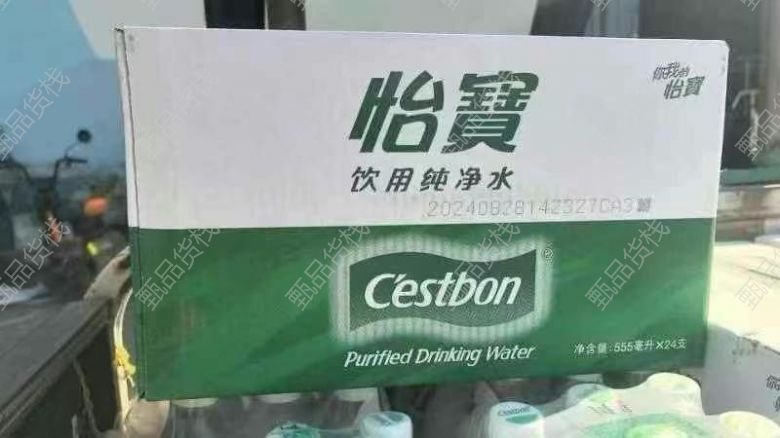 你我的
怡寶
怡寶
饮用纯净水
20240828142327CA3
C'estbon®
Purified Drinking Water
净含量:555毫升×24支
C'estbon
甄品货栈